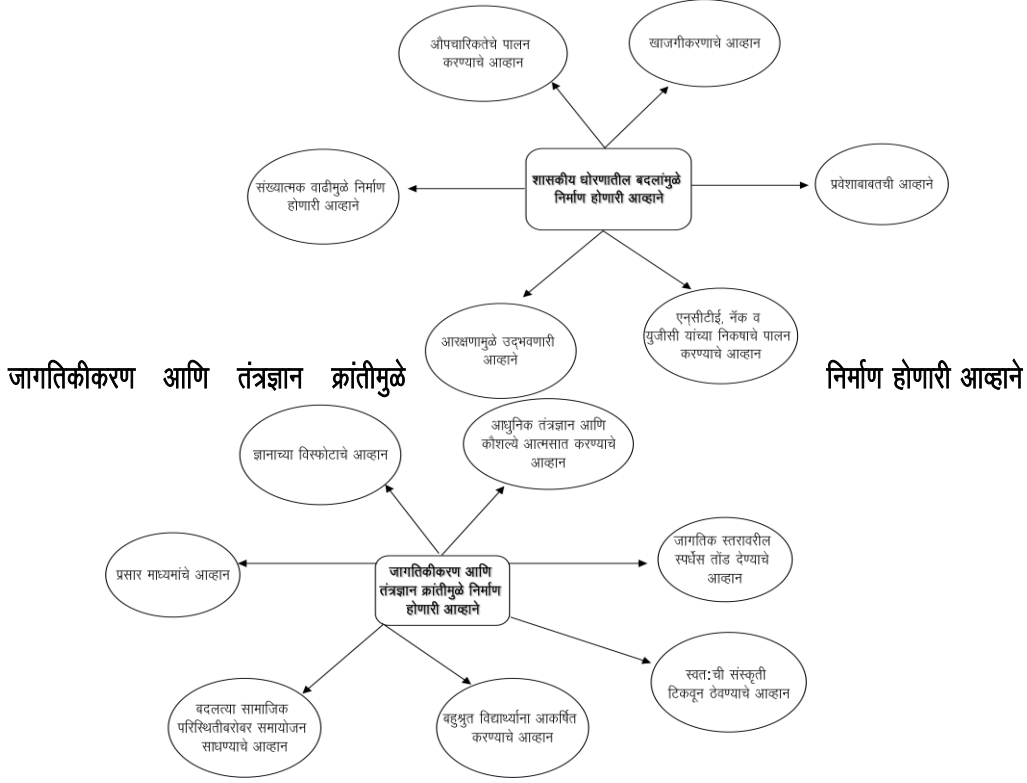 औपचारिकतेचे पालन
करण्याचे आव्हान
खाजगीकरणाचे आव्हान
संख्यात्मक वाढीमुळे निर्माण
होणारी आव्हाने
शासकीय धोरणातील बदलांमुळे
निर्माण होणारी आव्हाने
प्रवेशाबाबतची आव्हाने
आरक्षणामुळे उद्‌भवणारी
आव्हाने
एन्‌सीटीई, नॅक व
युजीसी यांच्या निकषाचे पालन
करण्याचे आव्हान
जागतिकीकरण आणि तंत्रज्ञान क्रांतीमुळे निर्माण होणारी आव्हाने
ज्ञानाच्या विस्फोटाचे आव्हान
आधुनिक तंत्रज्ञान आणि
कौशल्ये आत्मसात करण्याचे
आव्हान
प्रसार माध्यमांचे आव्हान
जागतिकीकरण आणि
तंत्रज्ञान क्रांतीमुळे निर्माण
होणारी आव्हाने
जागतिक स्तरावरील
स्पर्धेस तोंड देण्याचे
आव्हान
स्वत:ची संस्कृती
टिकवून ठेवण्याचे आव्हान
बदलत्या सामाजिक
परिस्थितीबरोबर समायोजन
साधण्याचे आव्हान
बहुश्रुत विद्यार्थ्यांना आकर्षित
करण्याचे आव्हान